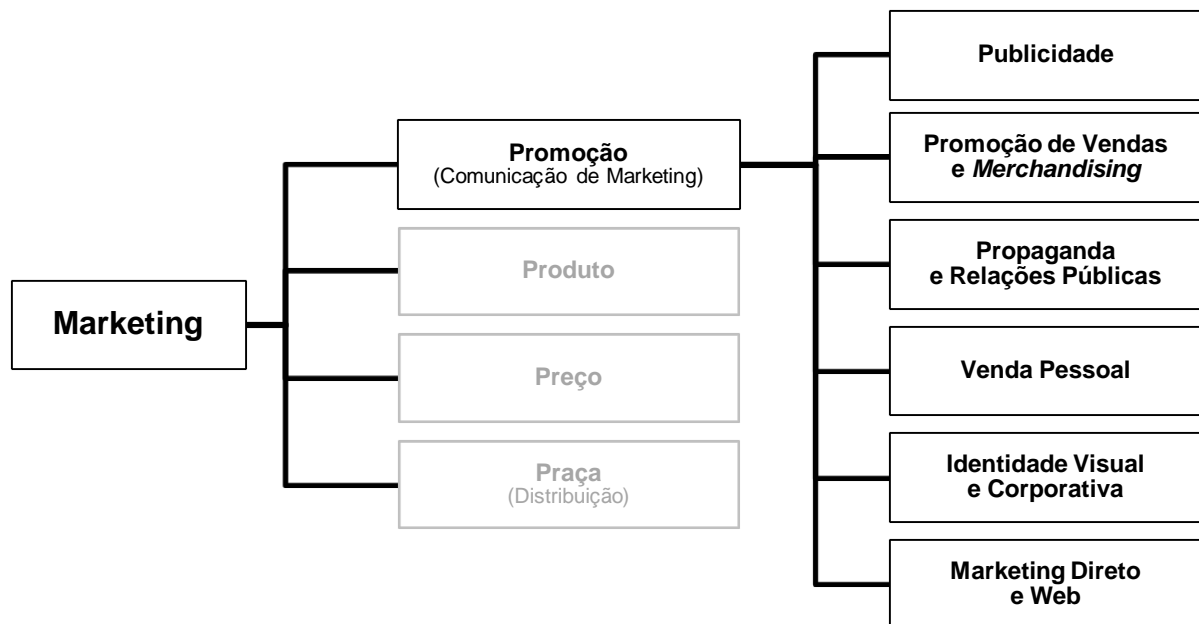 Marketing
Promoção
(Comunicação de Marketing)
Produto
Preço
Praça
(Distribuição)
Publicidade
Promoção de Vendas
e Merchandising
Propaganda
e Relações Públicas
Venda Pessoal
Identidade Visual
e Corporativa
Marketing Direto
e Web